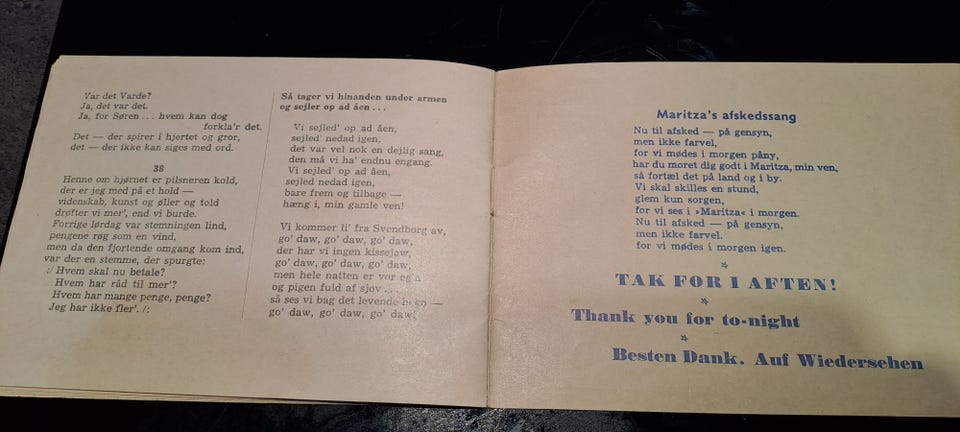 Var det Varde?
Ja, det var det.
Ja, for Søren... hvem kan dog
forkla'r det.
Det — der spirer i hjertet og gror,
det — der ikke kan siges med ord.
38
Henne om hjørnet er pilsneren kold,
der er jeg med på et hold —
videnskab, kunst og øller og told
drøfter vi mer', end vi burde.
Forrige lørdag var stemningen lind,
pengene røg som en vind,
men da den fjortende omgang kom ind,
var der en stemme, der spurgte:
:/ Hvem skal nu betale?
Hvem har råd til mer'?
Hvem har mange penge, penge?
Jeg har ikke fler'. /:
Så tager vi hinanden under armen
og sejler op ad åen...
Vi sejled' op ad åen,
sejled' nedad igen,
det var vel nok en dejlig sang,
den må vi ha' endnu engang.
Vi sejled' op ad åen,
sejled nedad igen,
bare frem og tilbage —
hæng i, min gamle ven!
Vi kommer li' fra Svendborg av,
go' daw, go' daw, go' daw,
der har vi ingen kissejaw,
go' daw, go' daw, go' daw,
men hele natten er vor
og pigen fuld af sjov...
så ses vi bag det levende —
go' daw, go' daw, go' daw!
Maritza's afskedssang
Nu til afsked — på gensyn,
men ikke farvel,
for vi mødes i morgen påny,
har du moret dig godt i Maritza, min ven,
så fortæl det på land og i by.
Vi skal skilles en stund,
glem kun sorgen,
for vi ses i »Maritza« i morgen.
Nu til afsked — på gensyn,
men ikke farvel.
for vi mødes i morgen igen.
TAK FOR I AFTEN!
Thank you for to-night
Besten Dank. Auf Wiedersehen